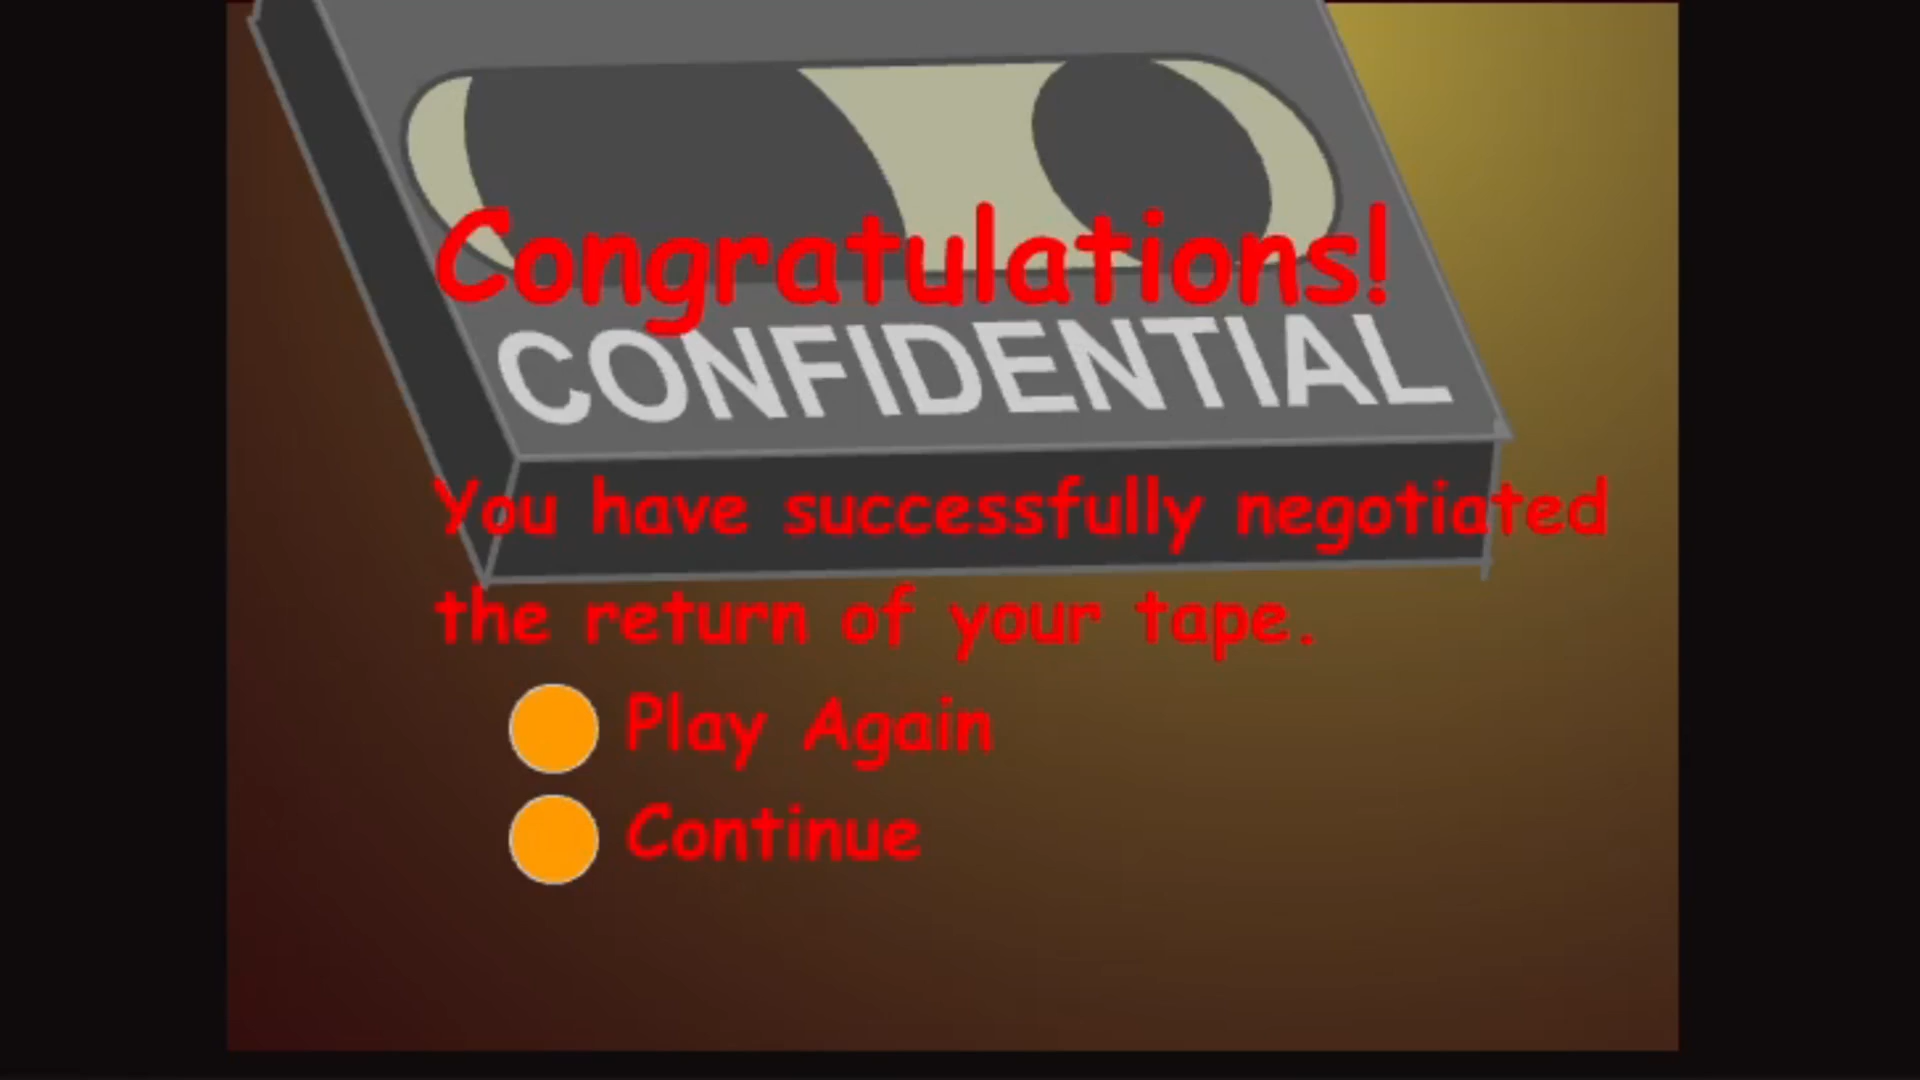 Congratulations!
CONFIDENTIAL
You have successfully negotiated
the return of your tape.
Play Again
Continue